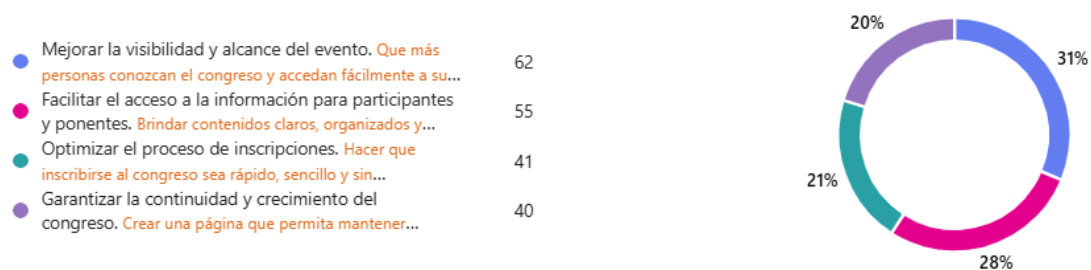 Mejorar la visibilidad y alcance del evento. Que más
personas conozcan el congreso y accedan fácilmente a su...
62
Facilitar el acceso a la información para participantes
y ponentes. Brindar contenidos claros, organizados y...
55
Optimizar el proceso de inscripciones. Hacer que
inscribirse al congreso sea rápido, sencillo y sin...
41
Garantizar la continuidad y crecimiento del
congreso. Crear una página que permita mantener...
40
20%
31%
21%
28%